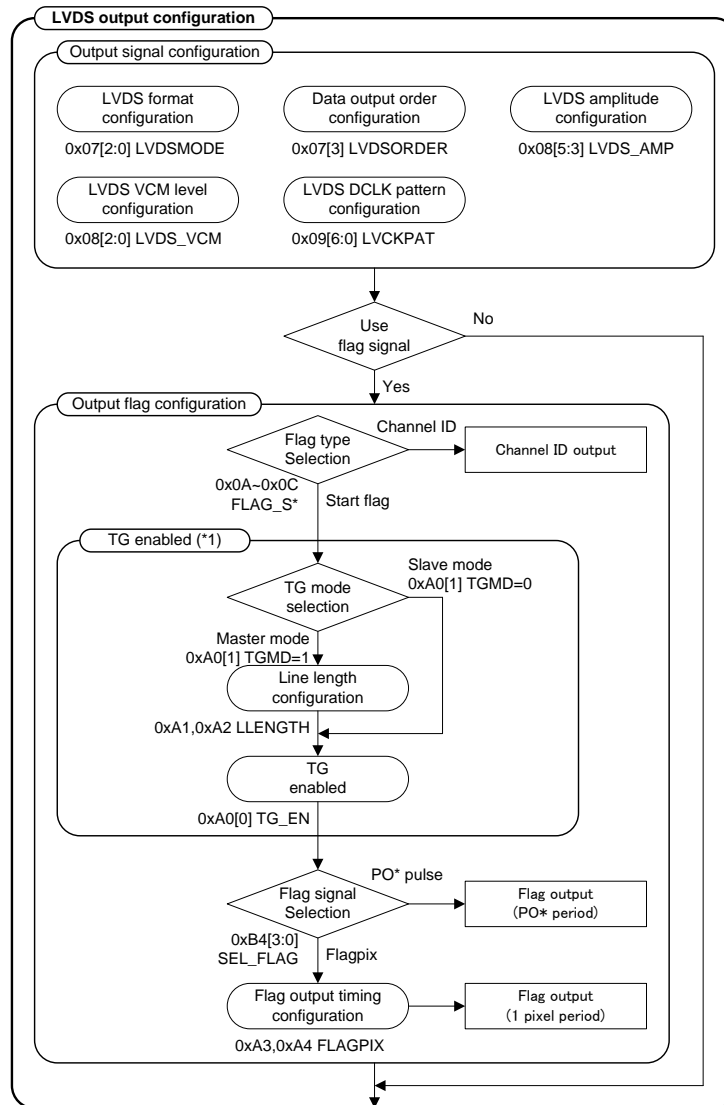 LVDS output configuration
Output signal configuration
LVDS format
configuration
0x07[2:0] LVDSMODE
Data output order
configuration
0x07[3] LVDSORDER
LVDS amplitude
configuration
0x08[5:3] LVDS_AMP
LVDS VCM level
configuration
0x08[2:0] LVDS_VCM
LVDS DCLK pattern
configuration
0x09[6:0] LVCKPAT
Use
flag signal
No
Yes
Output flag configuration
Flag type
Selection
Channel ID
Channel ID output
0x0A~0x0C
FLAG_S*
Start flag
TG enabled (*1)
TG mode
selection
Slave mode
0xA0[1] TGMD=0
Master mode
0xA0[1] TGMD=1
Line length
configuration
0xA1,0xA2 LLENGTH
TG
enabled
0xA0[0] TG_EN
Flag signal
Selection
PO* pulse
Flag output
(PO* period)
0xB4[3:0]
SEL_FLAG
Flagpix
Flag output timing
configuration
Flag output
(1 pixel period)
0xA3,0xA4 FLAGPIX